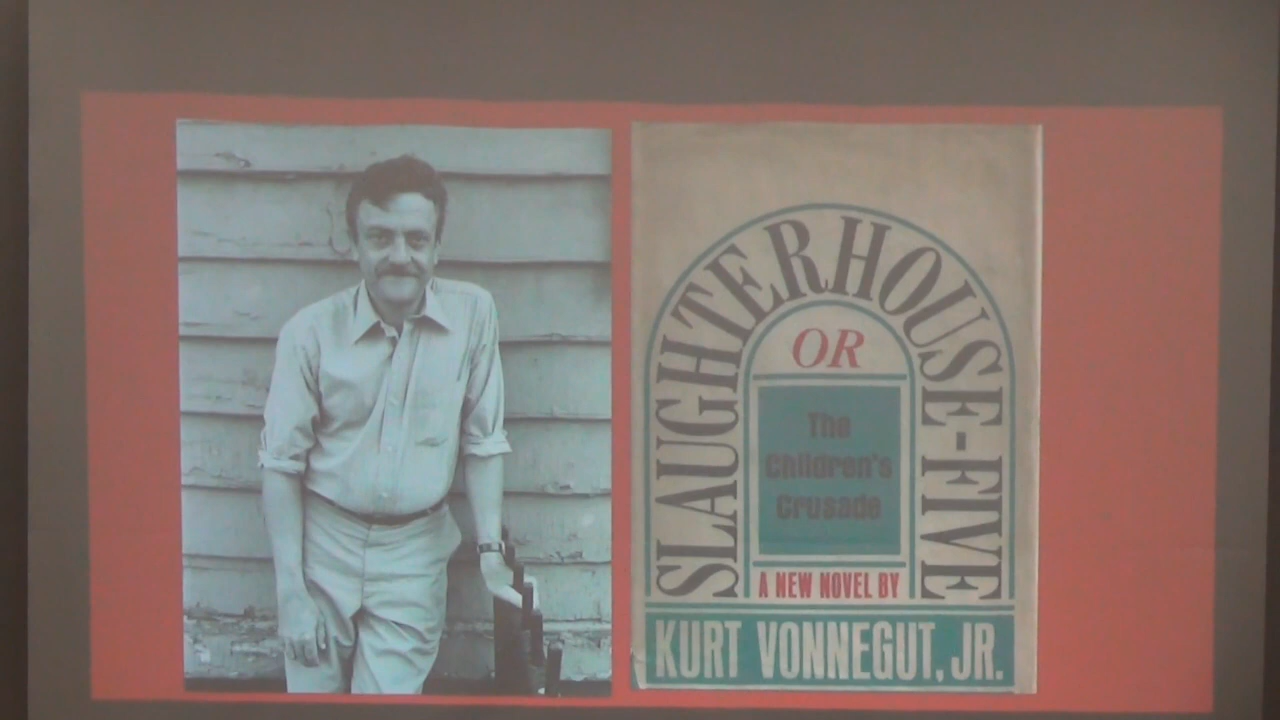 SLAUGHTERHOUSE-FIVE
OR
The
Children's
Crusade
A NEW NOVEL BY
KURT VONNEGUT, JR.